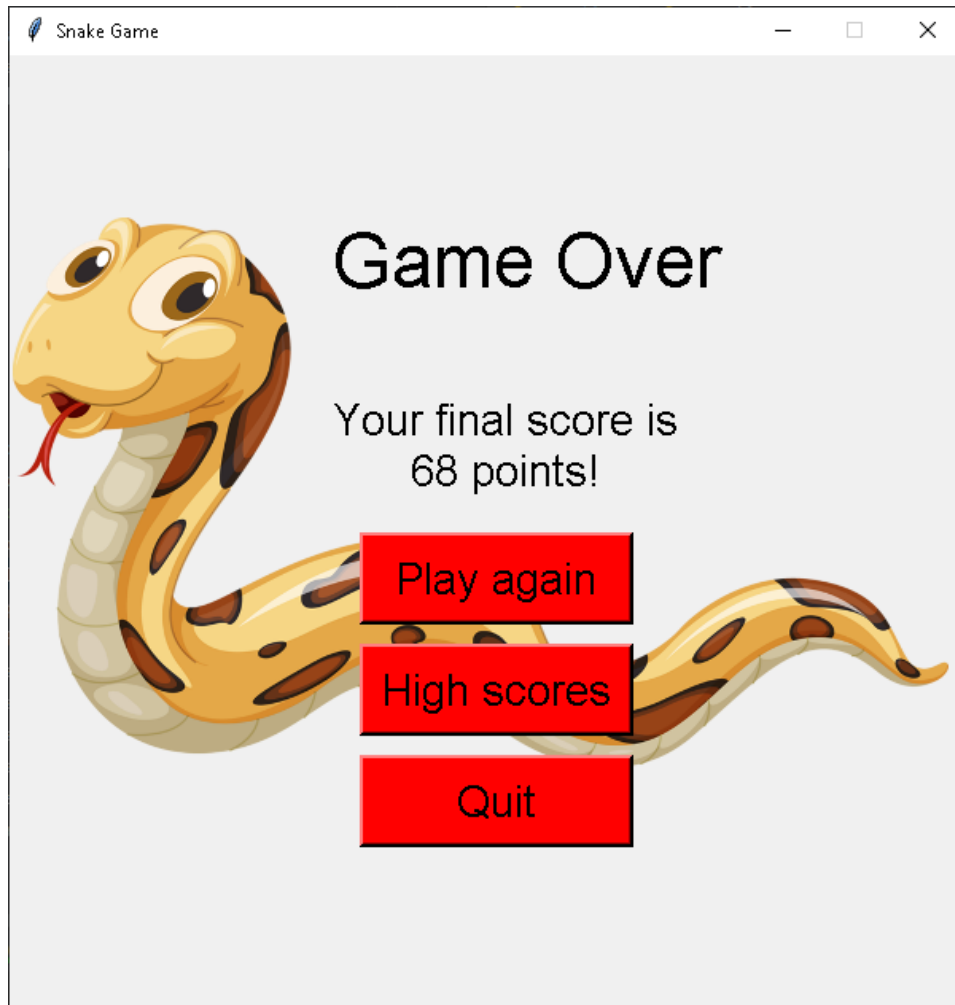 Snake Game
Game Over
Your final score is
68 points!
Play again
High scores
Quit